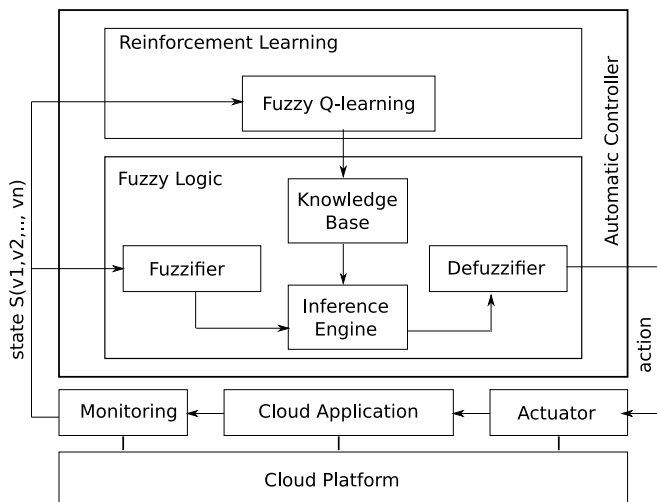 Reinforcement Learning
Fuzzy Q-learning
Fuzzy Logic
Knowledge
Base
Fuzzifier
Defuzzifier
Inference
Engine
Automatic Controller
state S(v1,v2,.., vn)
action
Monitoring
Cloud Application
Actuator
Cloud Platform